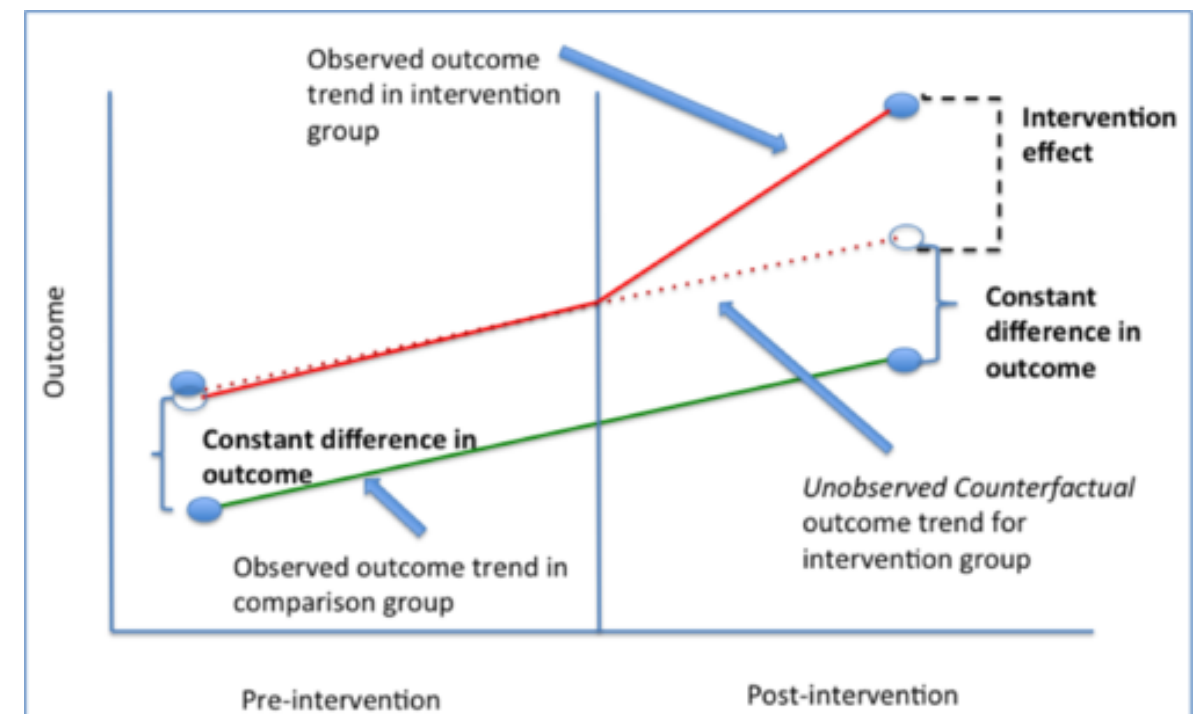 Observed outcome
trend in intervention
group
Intervention
effect
Outcome
Constant
difference in
outcome
Constant difference in
outcome
Unobserved Counterfactual
outcome trend for
intervention group
Observed outcome trend in
comparison group
Pre-intervention
Post-intervention